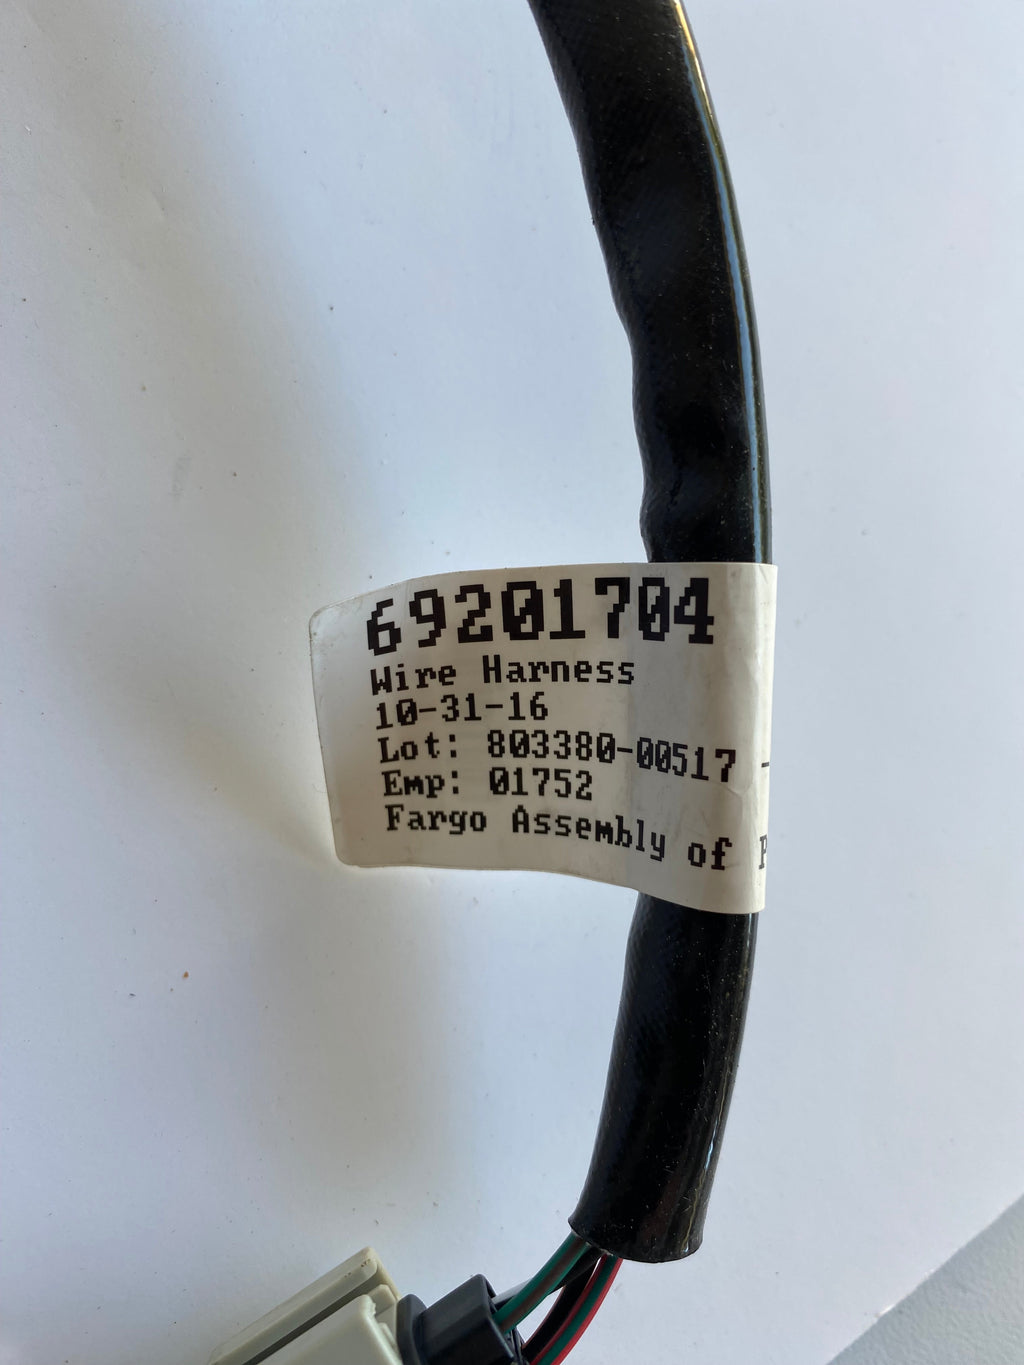 69201704
Wire Harness
10-31-16
Lot: 803380-00517 -
Emp: 01752
Fargo Assembly of